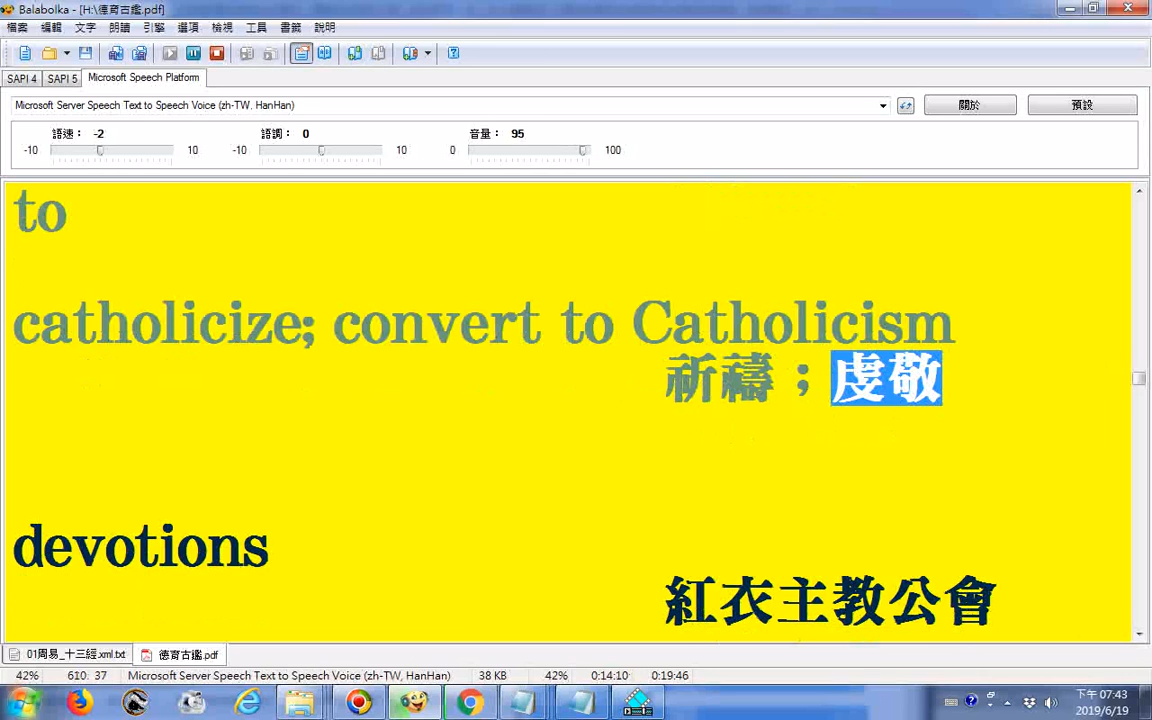 Balabolka - [H:\德育古鑑.pdf]
檔案 編輯 文字 朗讀 引擎 選項 檢視 工具 書籤 說明
SAPI 4 SAPI 5 Microsoft Speech Platform
Microsoft Server Speech Text to Speech Voice (zh-TW, HanHan) 關於 預設
語速： -2 語調： 0 音量： 95
-10 10 -10 10 0 100
to
catholicize; convert to Catholicism
祈禱；虔敬
devotions
紅衣主教公會
01周易_十三經.xml.txt 德育古鑑.pdf
42% 610: 37 Microsoft Server Speech Text to Speech Voice (zh-TW, HanHan) 38 KB 42% 0:14:10 0:19:46
下午 07:43
2019/6/19